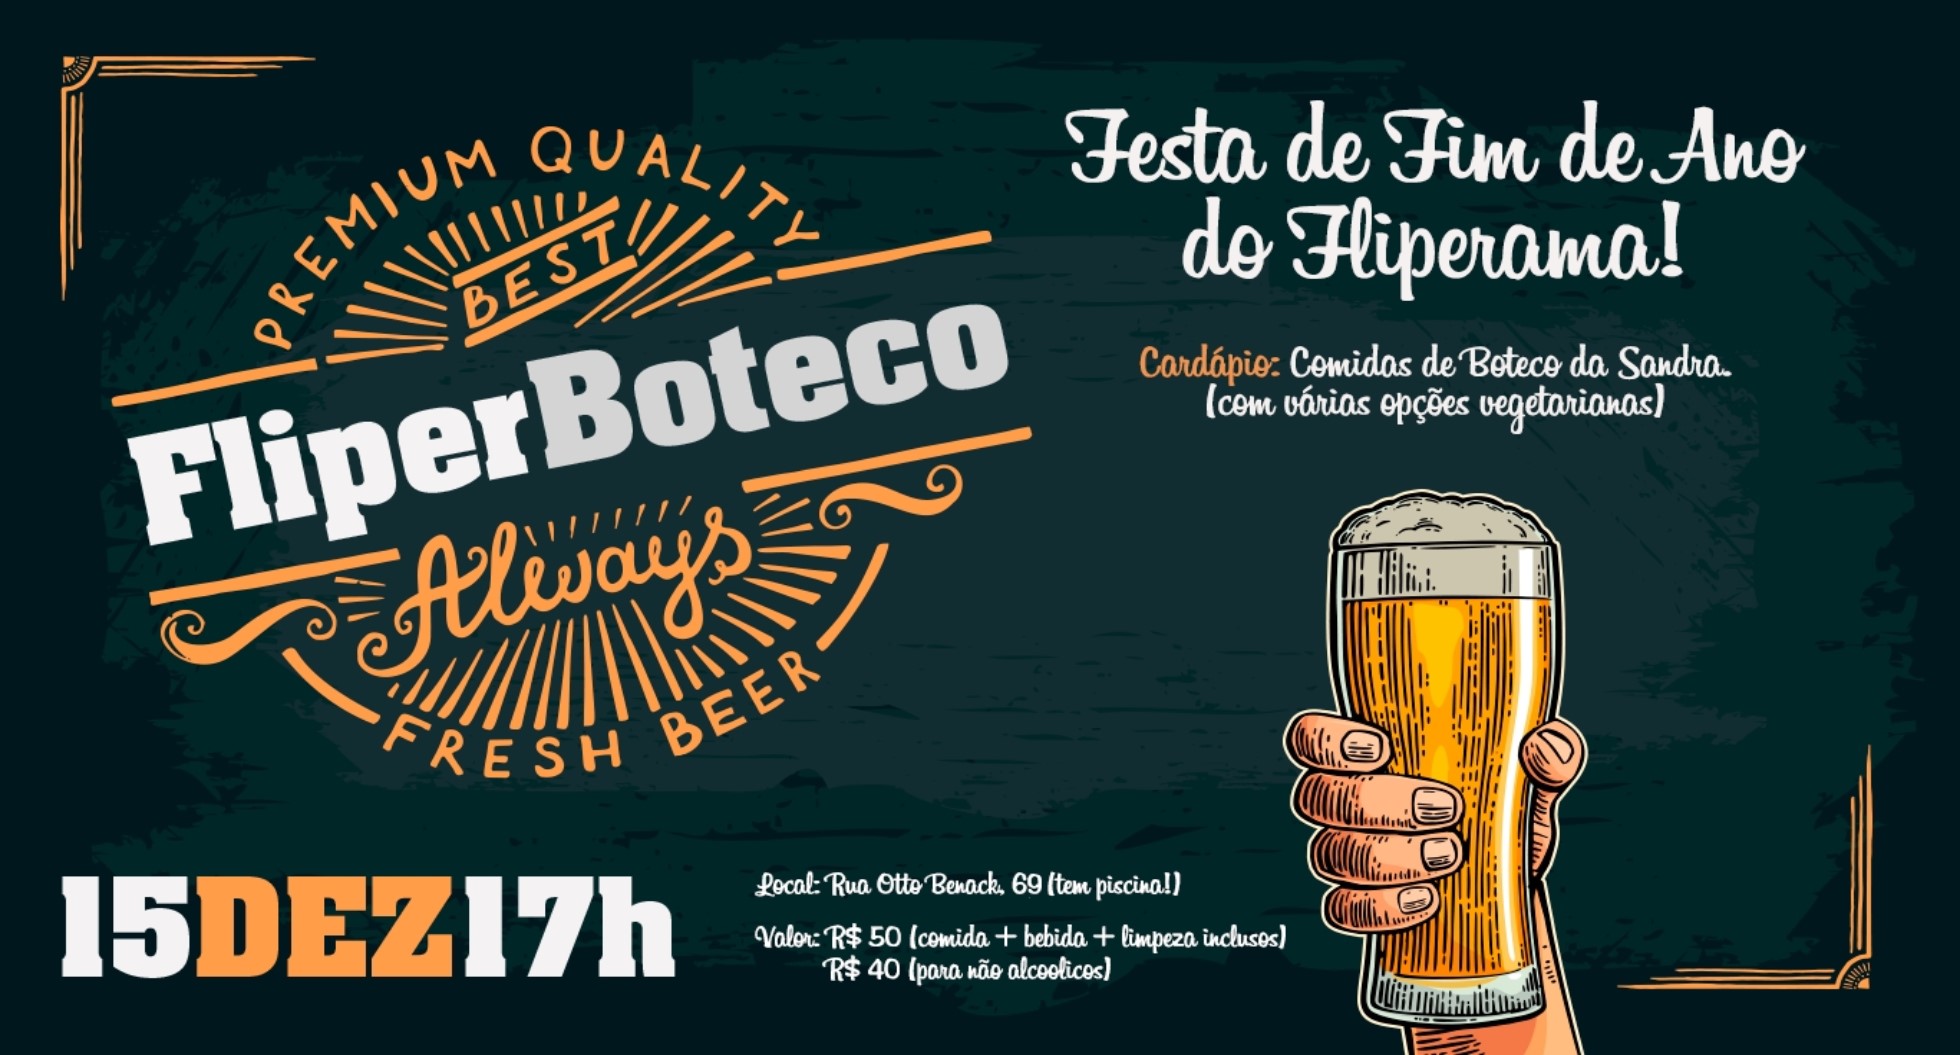 PREMIUM QUALITY
BEST
FliperBoteco
Always
FRESH BEER
Festa de Fim de Ano
do Fliperama!
Cardápio: Comidas de Boteco da Sandra.
(com várias opções vegetarianas)
15DEZ17h
Local: Rua Otto Benack, 69 (tem piscina!)
Valor: R$ 50 (comida + bebida + limpeza inclusos)
R$ 40 (para não alcoolicos)